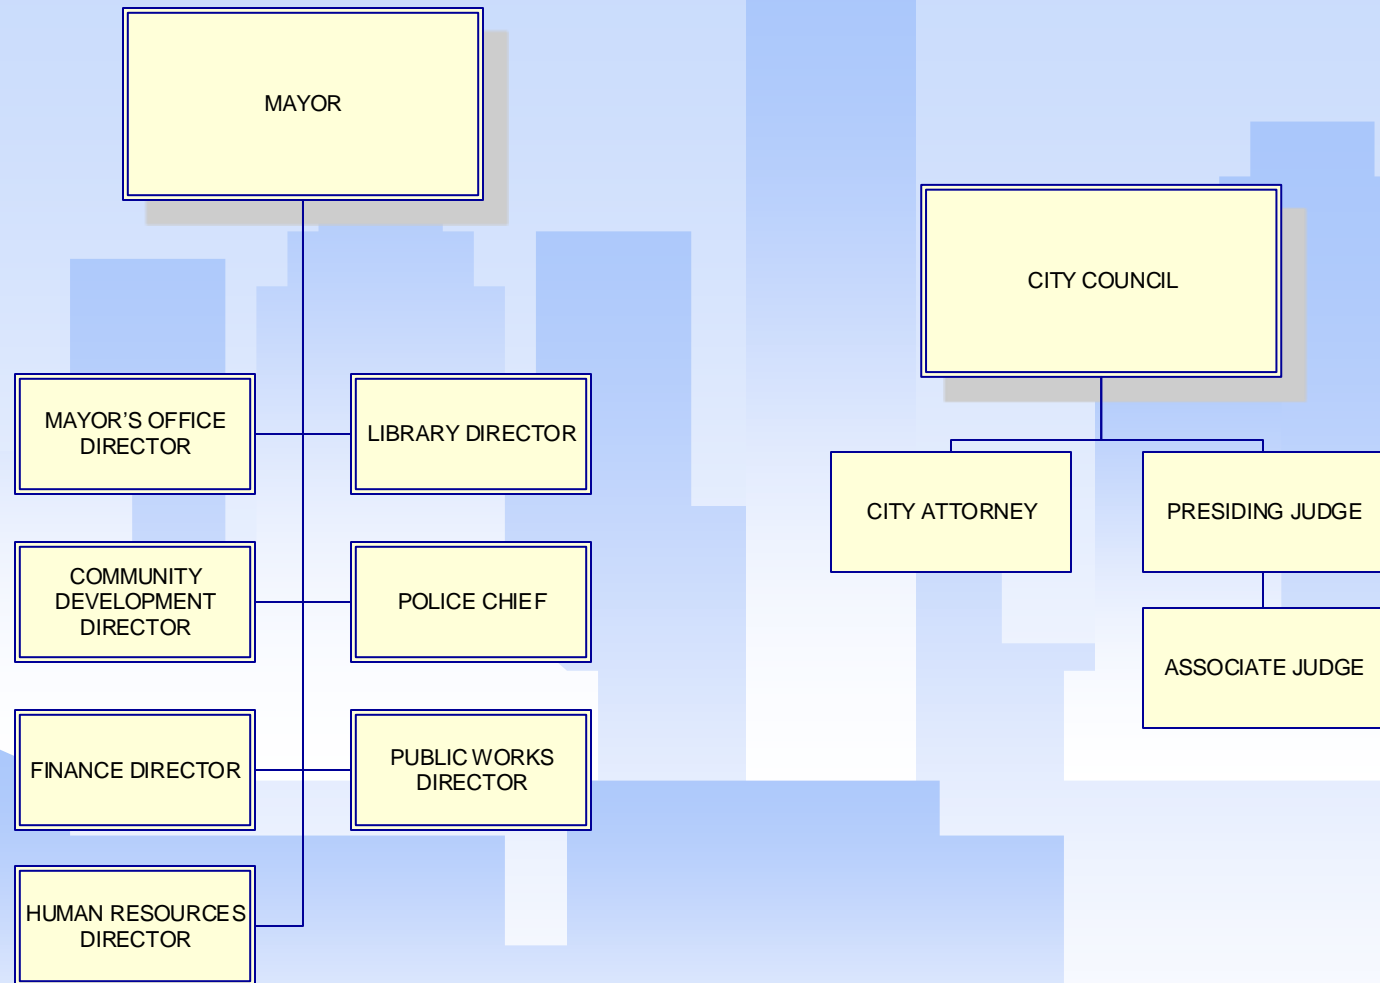 MAYOR
CITY COUNCIL
MAYOR’S OFFICE
DIRECTOR
LIBRARY DIRECTOR
CITY ATTORNEY
PRESIDING JUDGE
COMMUNITY
DEVELOPMENT
DIRECTOR
POLICE CHIEF
ASSOCIATE JUDGE
FINANCE DIRECTOR
PUBLIC WORKS
DIRECTOR
HUMAN RESOURCES
DIRECTOR